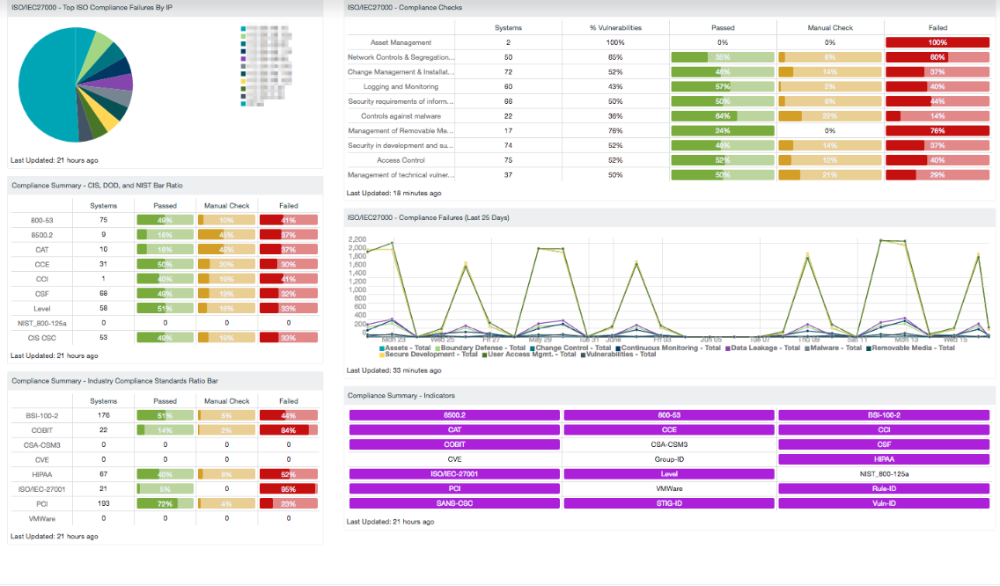 ISO/IEC27000 - Top ISO Compliance Failures By IP
Last Updated: 21 hours ago
Compliance Summary - CIS, DOD, and NIST Bar Ratio
Systems Passed Manual Check Failed
800-53 75 49% 10% 41%
8500.2 9 18% 37%
CAT 10 18% 37%
CCE 31 50% 20% 30%
CCI 1 19% 41%
CSF 68 32%
Level 58 51% 16% 33%
NIST_800-125a 0 0 0 0
CIS CSC 53 49% 33%
Last Updated: 21 hours ago
Compliance Summary - Industry Compliance Standards Ratio Bar
Systems Passed Manual Check Failed
BSI-100-2 176 51% 5% 44%
COBIT 22 14% 2% 84%
CSA-CSM3 0 0 0 0
CVE 0 0 0 0
HIPAA 67 40% 8% 52%
ISO/IEC-27001 21 5% 0 95%
PCI 193 72% 4% 23%
VMWare 0 0 0 0
Last Updated: 21 hours ago
ISO/IEC27000 - Compliance Checks
Systems % Vulnerabilities Passed Manual Check Failed
Asset Management 2 100% 0% 0% 100%
Network Controls & Segregation... 50 65% 35% 6% 60%
Change Management & Installat... 72 52% 14% 37%
Logging and Monitoring 60 43% 57% 2% 40%
Security requirements of inform... 66 50% 50% 6% 44%
Controls against malware 22 36% 64% 22% 14%
Management of Removable Me... 17 76% 24% 0% 76%
Security in development and su... 74 52% 14% 37%
Access Control 75 52% 52% 12% 40%
Management of technical vulner... 37 50% 50% 21% 29%
Last Updated: 18 minutes ago
ISO/IEC27000 - Compliance Failures (Last 25 Days)
2,200
2,000
1,800
1,600
1,400
1,200
1,000
800
600
400
200
0
Mon 23 Wed 25 Fri 27 May 29 Tue 31 June Fri 03 Jun 05 Tue 07 Thu 09 Sat 11 Mon 13 Wed 15
Assets - Total Boundary Defense - Total Change Control - Total Continuous Monitoring - Total Data Leakage - Total Malware - Total Removable Media - Total
Secure Development - Total User Access Mgmt. - Total Vulnerabilities - Total
Last Updated: 33 minutes ago
Compliance Summary - Indicators
8500.2 800-53 BSI-100-2
CAT CCE CCI
COBIT CSA-CSM3 CSF
CVE Group-ID HIPAA
ISO/IEC-27001 Level NIST_800-125a
PCI VMWare Rule-ID
SANS-CSC STIG-ID Vuln-ID
Last Updated: 21 hours ago